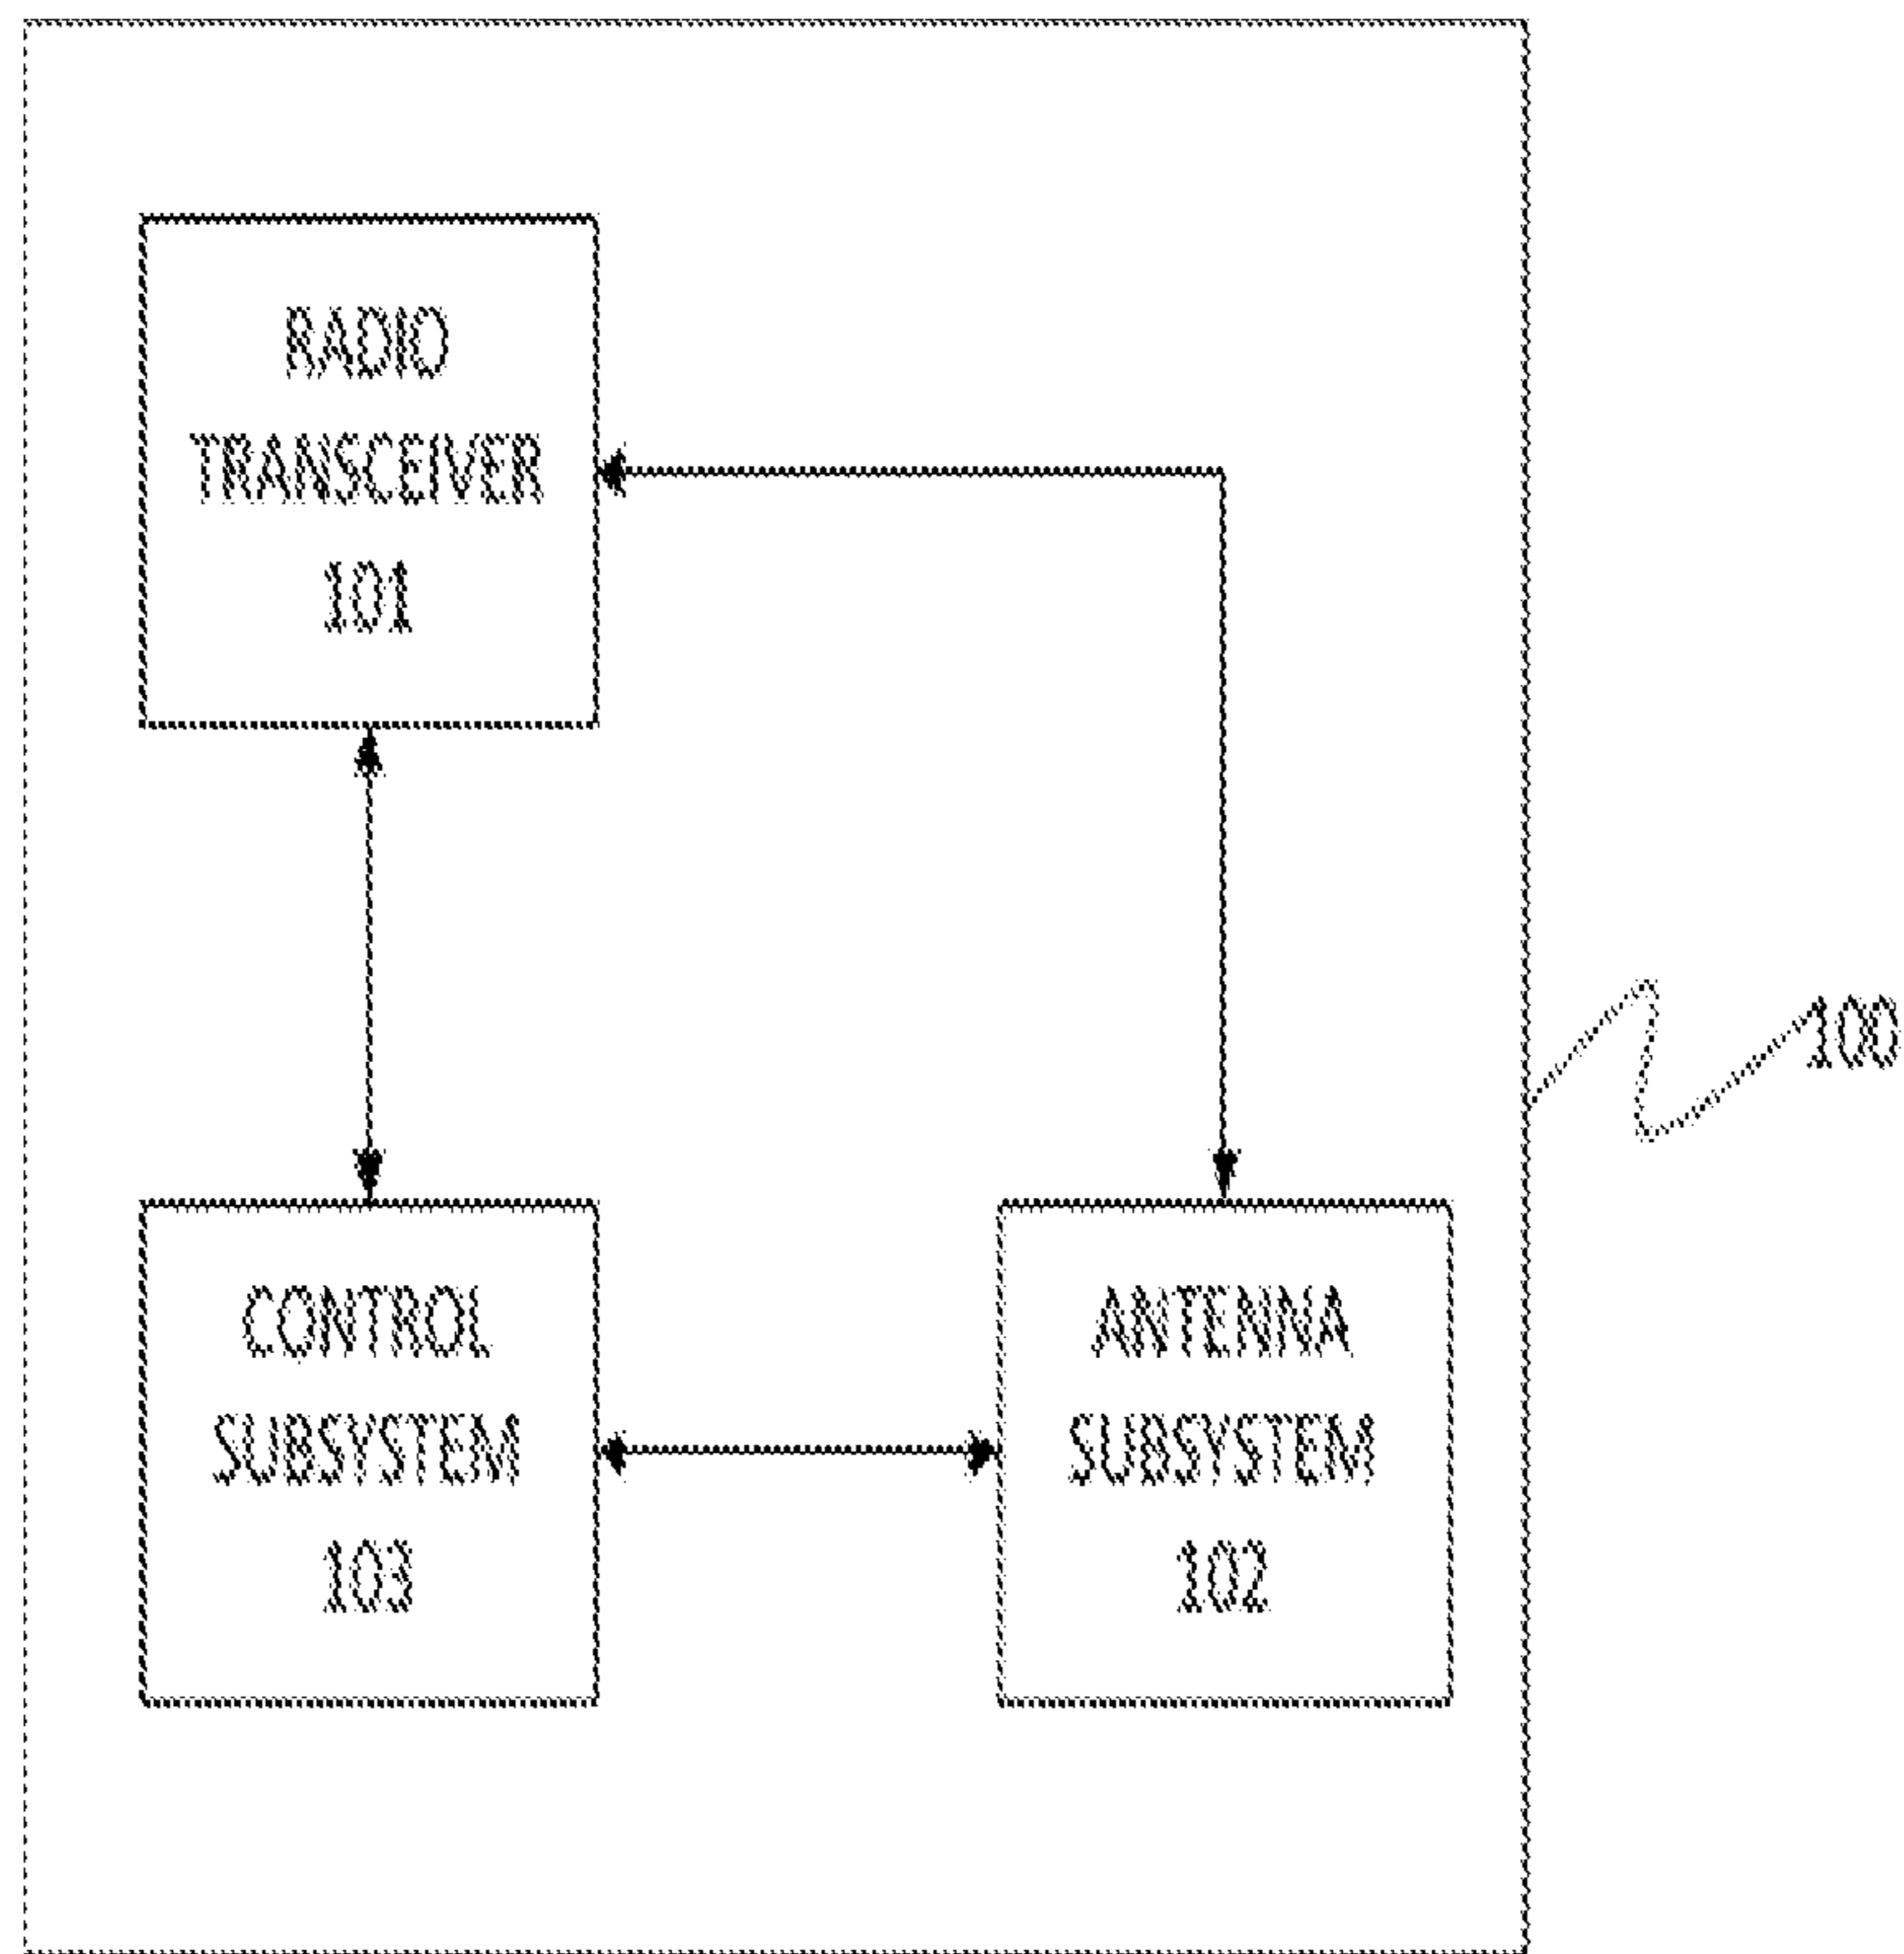 RADIO
TRANSCEIVER
101
100
CONTROL
SUBSYSTEM
103
ANTENNA
SUBSYSTEM
102